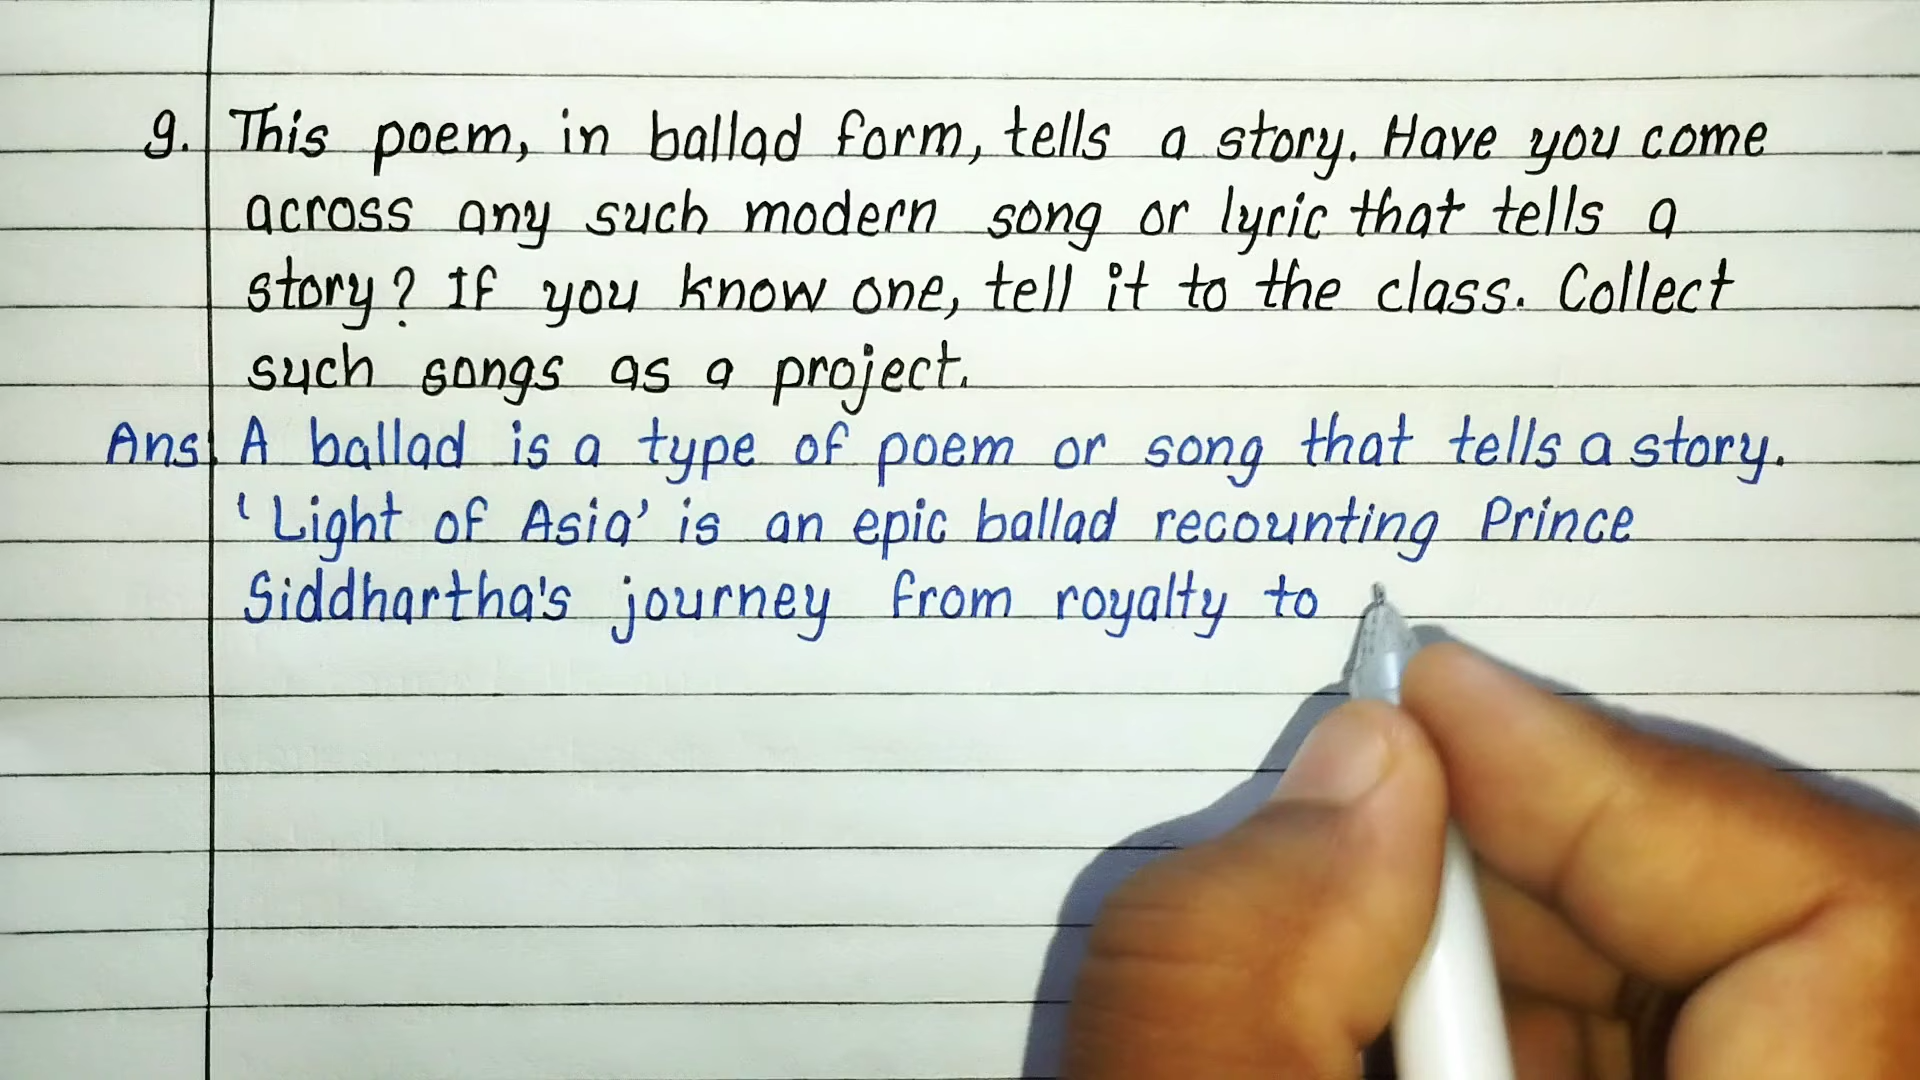 9. This poem, in ballad form, tells a story. Have you come
across any such modern song or lyric that tells a
story? If you know one, tell it to the class. Collect
such songs as a project.
Ans. A ballad is a type of poem or song that tells a story.
'Light of Asia' is an epic ballad recounting Prince
Siddhartha's journey from royalty to